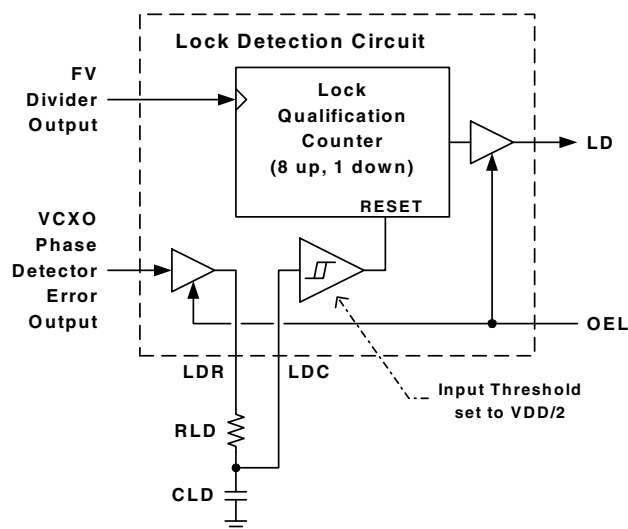 Lock Detection Circuit
FV
Divider
Output
Lock
Qualification
Counter
(8 up, 1 down)
RESET
LD
VCXO
Phase
Detector
Error
Output
OEL
LDR
LDC
Input Threshold
set to VDD/2
RLD
CLD